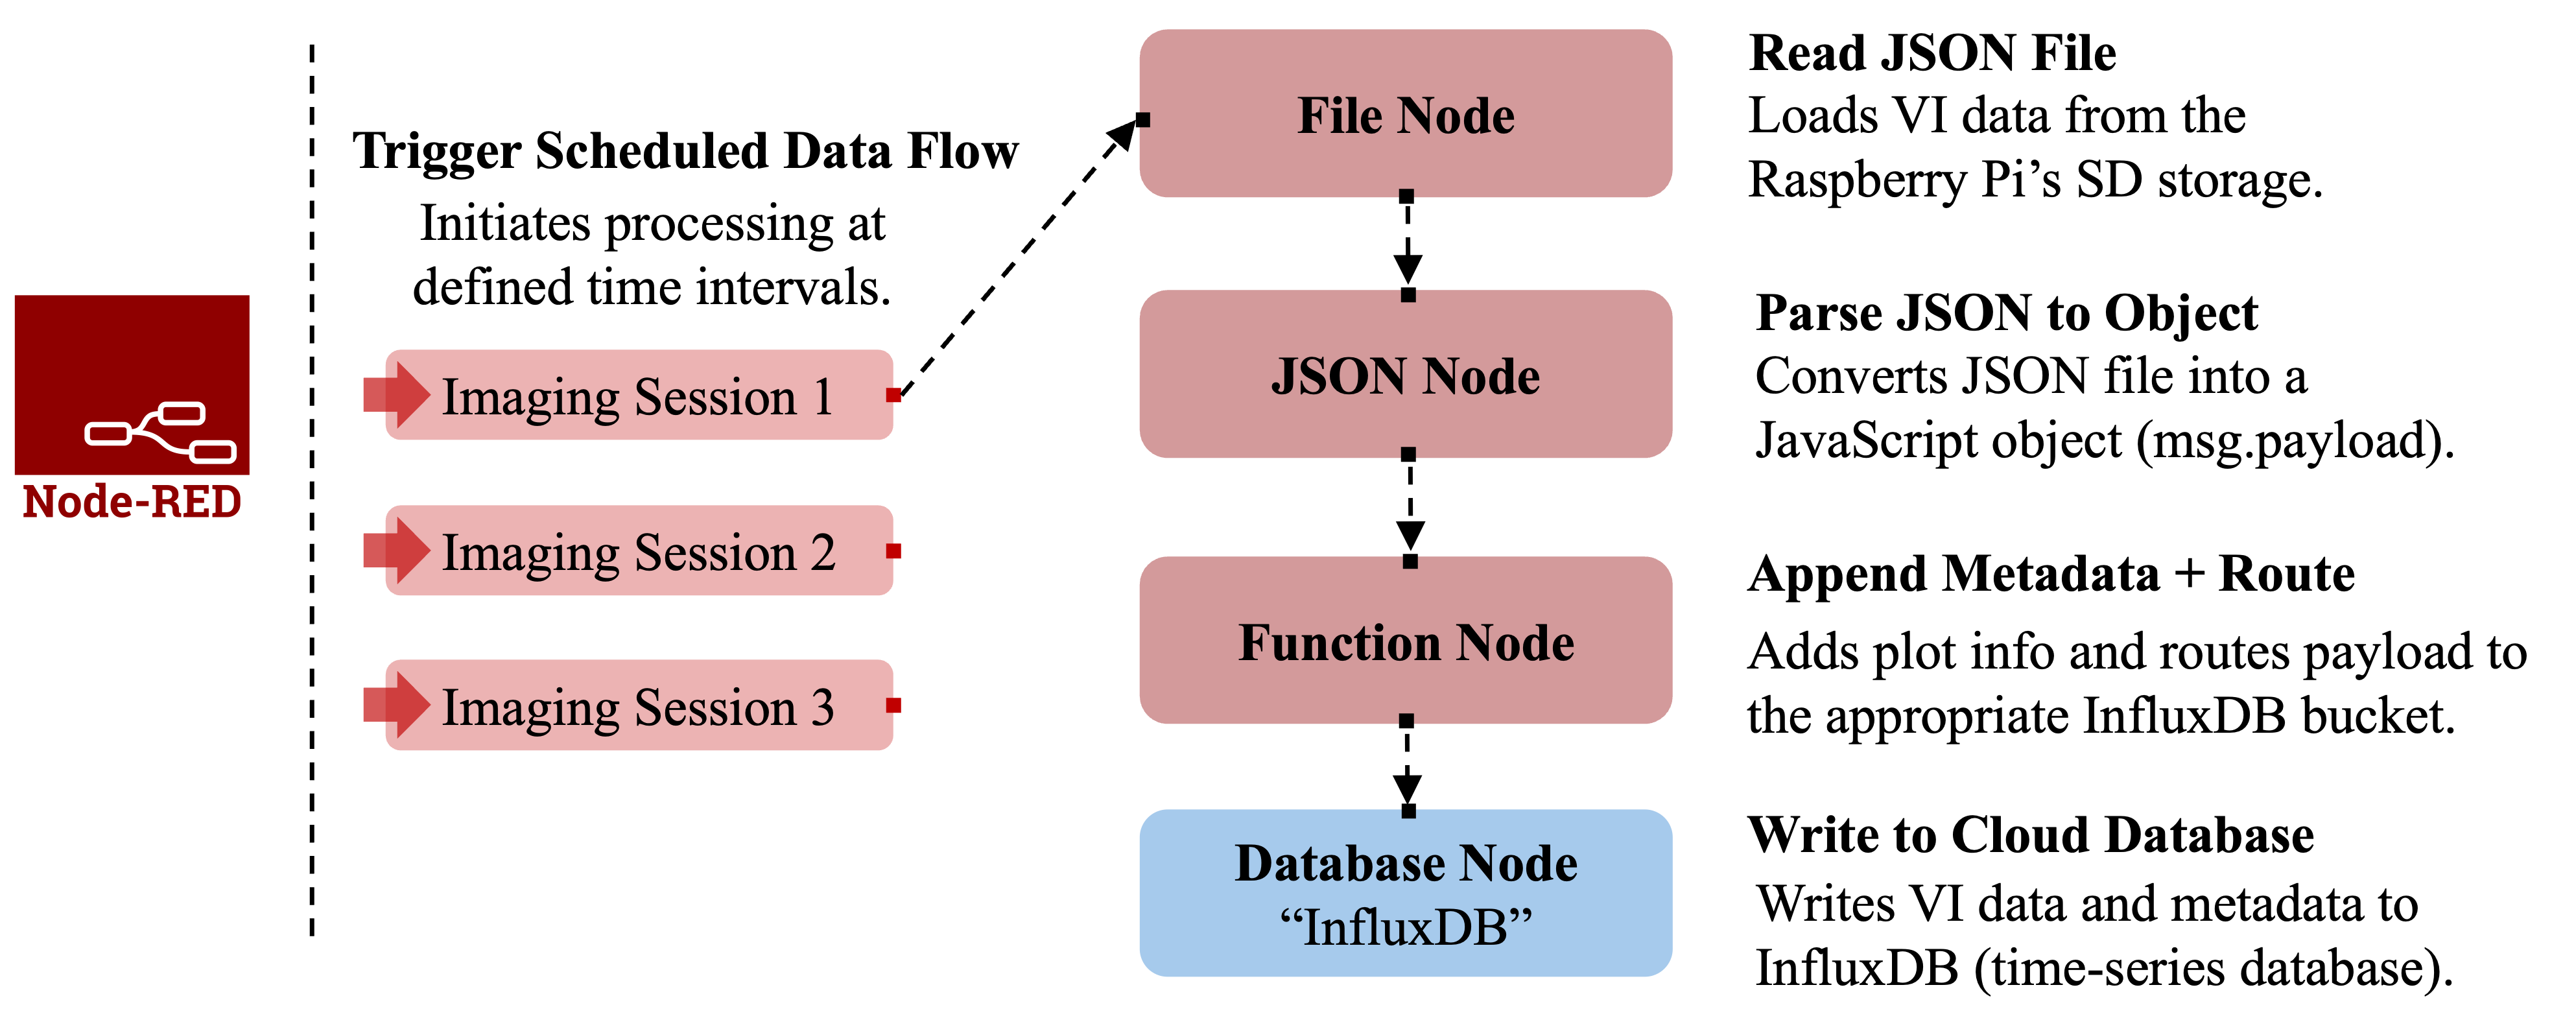 Node-RED
Trigger Scheduled Data Flow
Initiates processing at
defined time intervals.
Imaging Session 1
Imaging Session 2
Imaging Session 3
File Node
Read JSON File
Loads VI data from the
Raspberry Pi’s SD storage.
JSON Node
Parse JSON to Object
Converts JSON file into a
JavaScript object (msg.payload).
Function Node
Append Metadata + Route
Adds plot info and routes payload to
the appropriate InfluxDB bucket.
Database Node
“InfluxDB”
Write to Cloud Database
Writes VI data and metadata to
InfluxDB (time-series database).